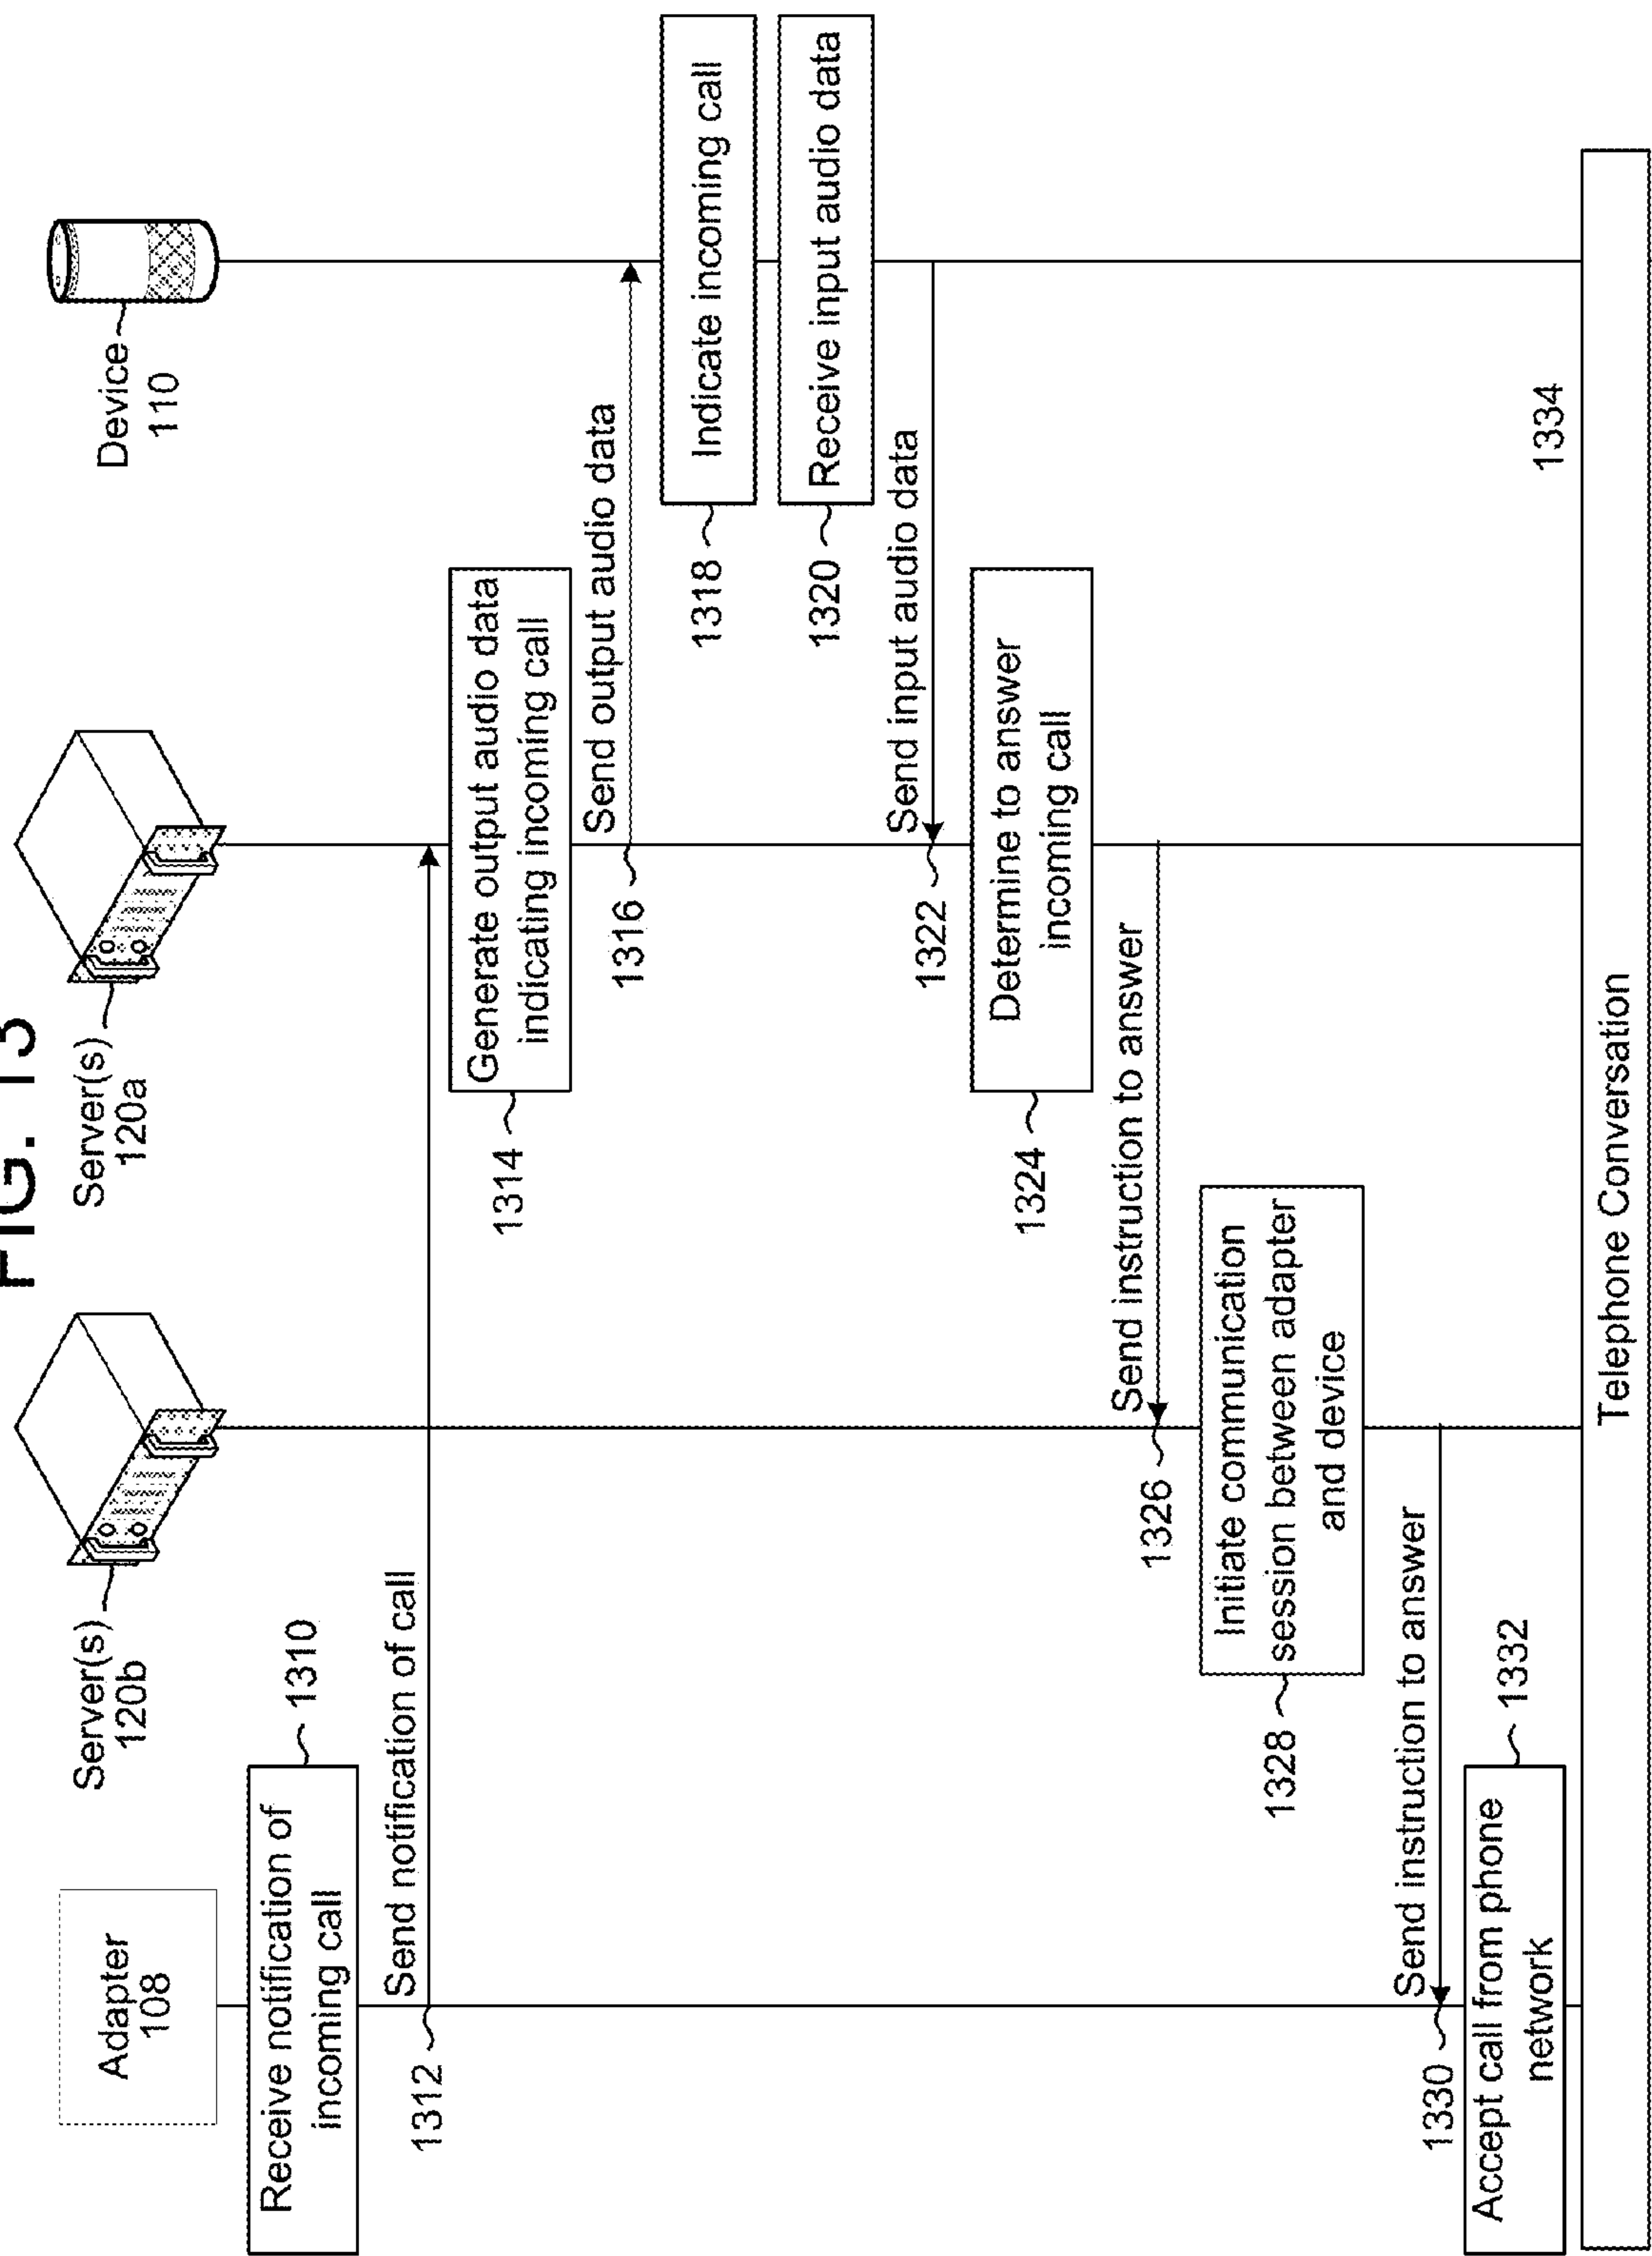 FIG. 13
Adapter
108
Server(s)
120b
Server(s)
120a
Device
110
Receive notification of
incoming call
1310
Send notification of call
1312
Generate output audio data
indicating incoming call
1314
Send output audio data
1316
Indicate incoming call
1318
Receive input audio data
1320
Send input audio data
1322
Determine to answer
incoming call
1324
Send instruction to answer
1326
Initiate communication
session between adapter
and device
1328
Send instruction to answer
1330
Accept call from phone
network
1332
1334
Telephone Conversation